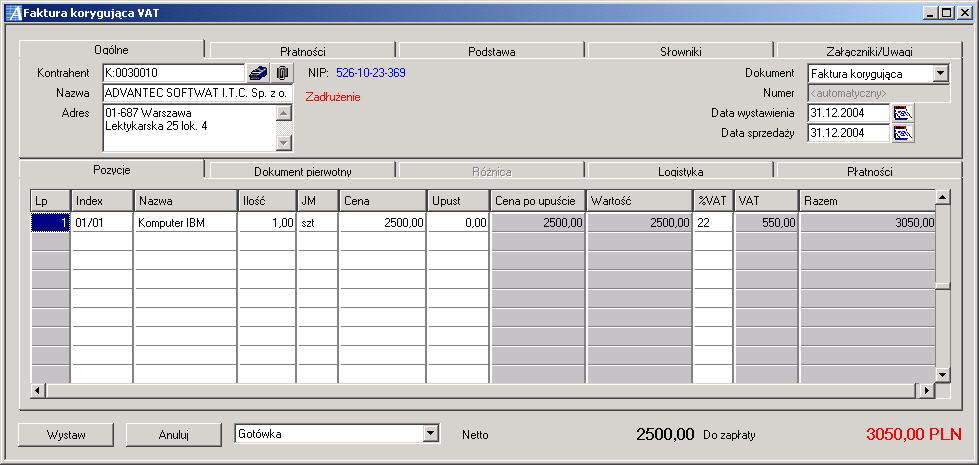 Faktura korygująca VAT
Ogólne Płatności Podstawa Słowniki Załączniki/Uwagi
Kontrahent K:0030010 NIP: 526-10-23-369 Dokument Faktura korygująca
Nazwa ADVANTEC SOFTWAT I.T.C. Sp. z o. Zadłużenie Numer <automatyczny>
Adres 01-687 Warszawa Data wystawienia 31.12.2004
Lektykarska 25 lok. 4 Data sprzedaży 31.12.2004
Pozycje Dokument pierwotny Różnica Logistyka Płatności
Lp Index Nazwa Ilość JM Cena Upust Cena po upuście Wartość %VAT VAT Razem
1 01/01 Komputer IBM 1,00 szt 2500,00 0,00 2500,00 2500,00 22 550,00 3050,00
Wystaw Anuluj Gotówka Netto 2500,00 Do zapłaty 3050,00 PLN